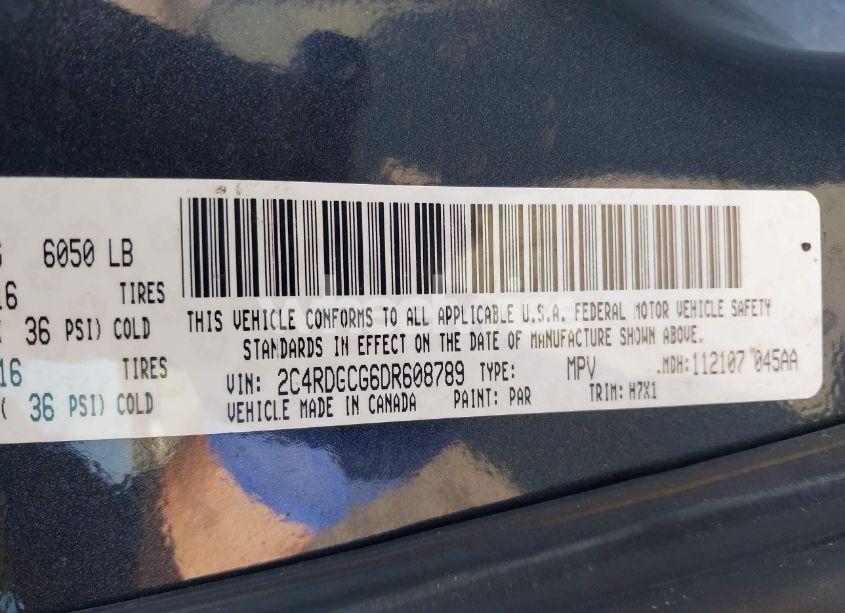 6050 LB
16 TIRES
36 PSI) COLD
16 TIRES
( 36 PSI) COLD
THIS VEHICLE CONFORMS TO ALL APPLICABLE U.S.A. FEDERAL MOTOR VEHICLE SAFETY
STANDARDS IN EFFECT ON THE DATE OF MANUFACTURE SHOWN ABOVE.
VIN: 2C4RDGCG6DR608789 TYPE: MPV .MDH:112107 045AA
VEHICLE MADE IN CANADA PAINT: PAR TRIM: H7X1